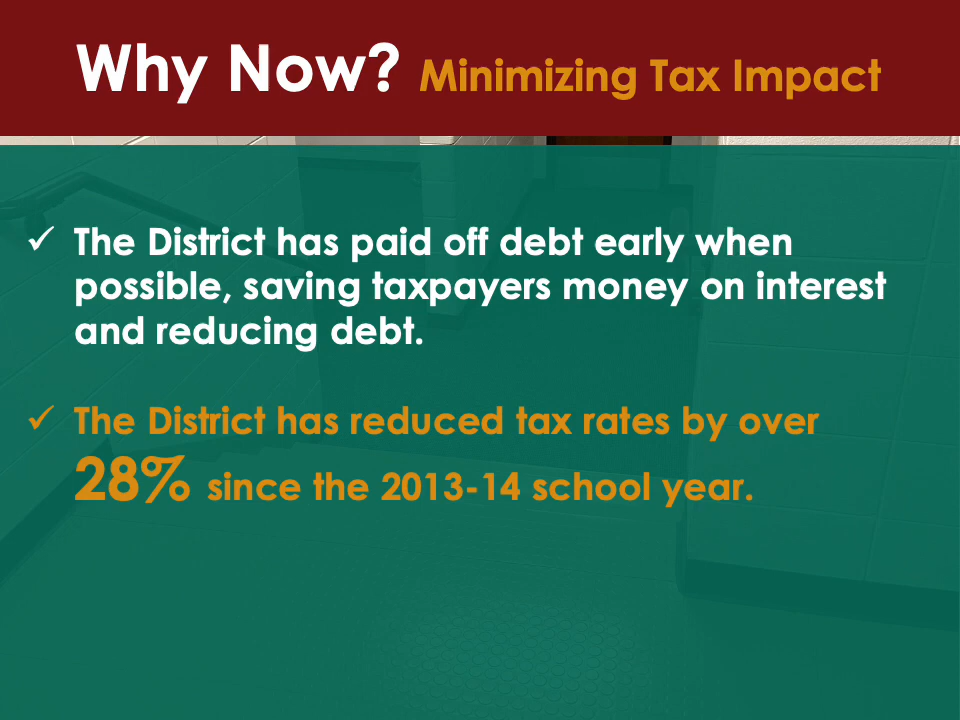 Why Now? Minimizing Tax Impact
✓ The District has paid off debt early when
possible, saving taxpayers money on interest
and reducing debt.
✓ The District has reduced tax rates by over
28% since the 2013-14 school year.